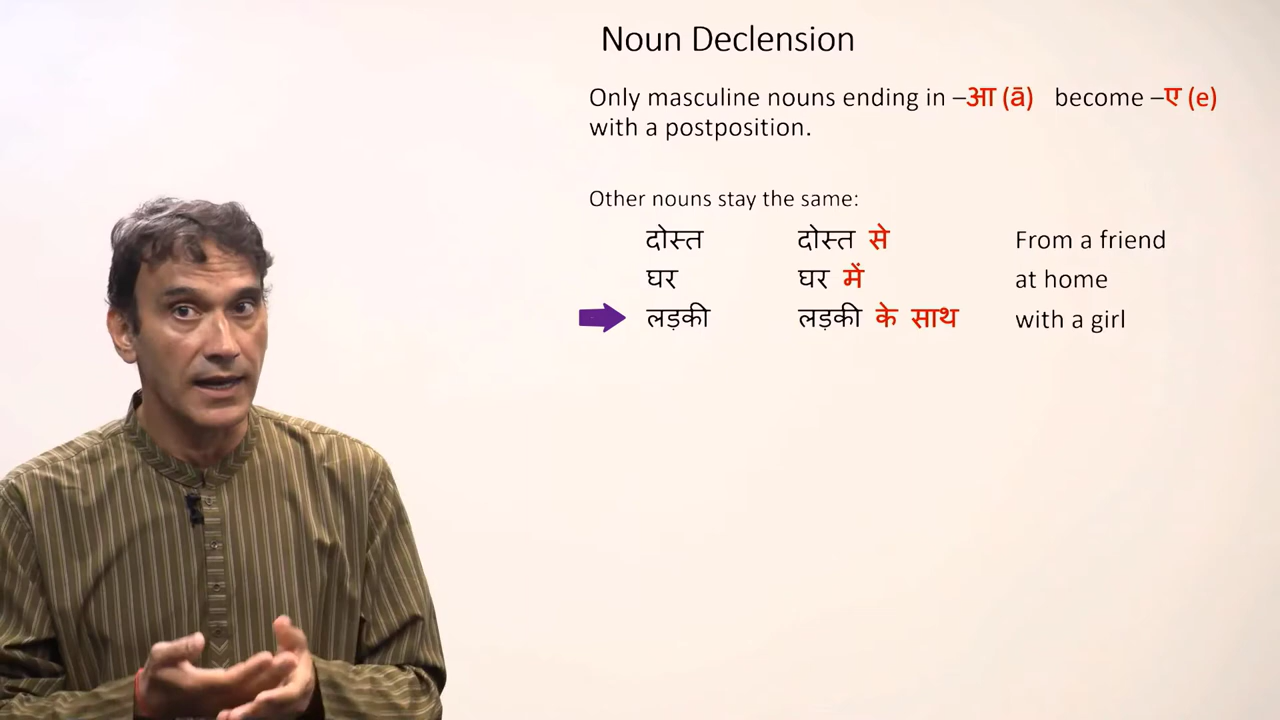 Noun Declension
Only masculine nouns ending in –आ (ā) become –ए (e)
with a postposition.
Other nouns stay the same:
दोस्त दोस्त से From a friend
घर घर में at home
लड़की लड़की के साथ with a girl